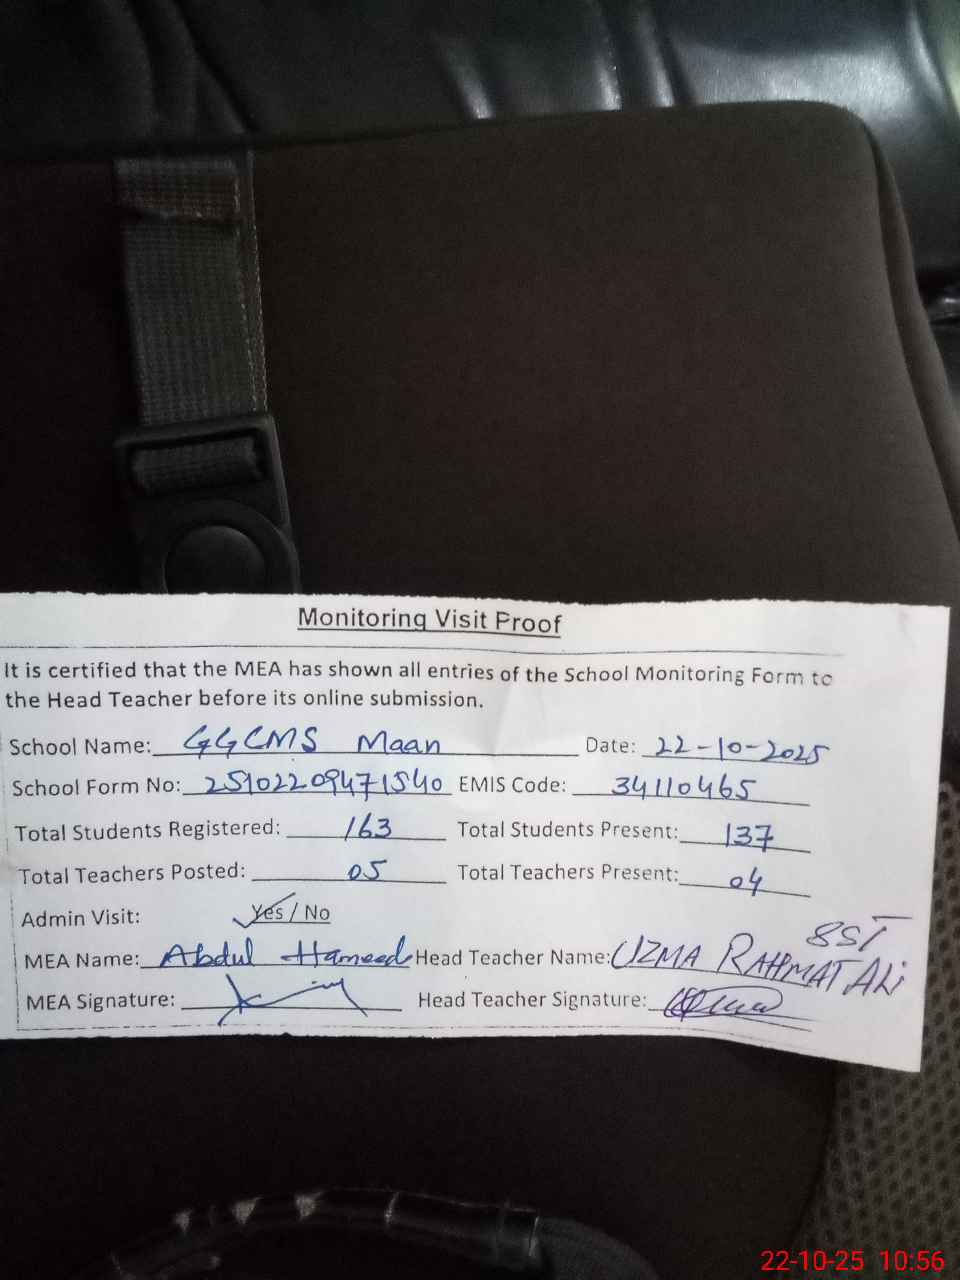 Monitoring Visit Proof
It is certified that the MEA has shown all entries of the School Monitoring Form to
the Head Teacher before its online submission.
School Name: GGCMS Maan Date: 22-10-2025
School Form No: 25102209471540 EMIS Code: 34110465
Total Students Registered: 163 Total Students Present: 137
Total Teachers Posted: 05 Total Teachers Present: 04
Admin Visit: Yes / No
SST
MEA Name: Abdul Hameed Head Teacher Name: UZMA RAHMAT ALi
MEA Signature: Head Teacher Signature:
22-10-25 10:56